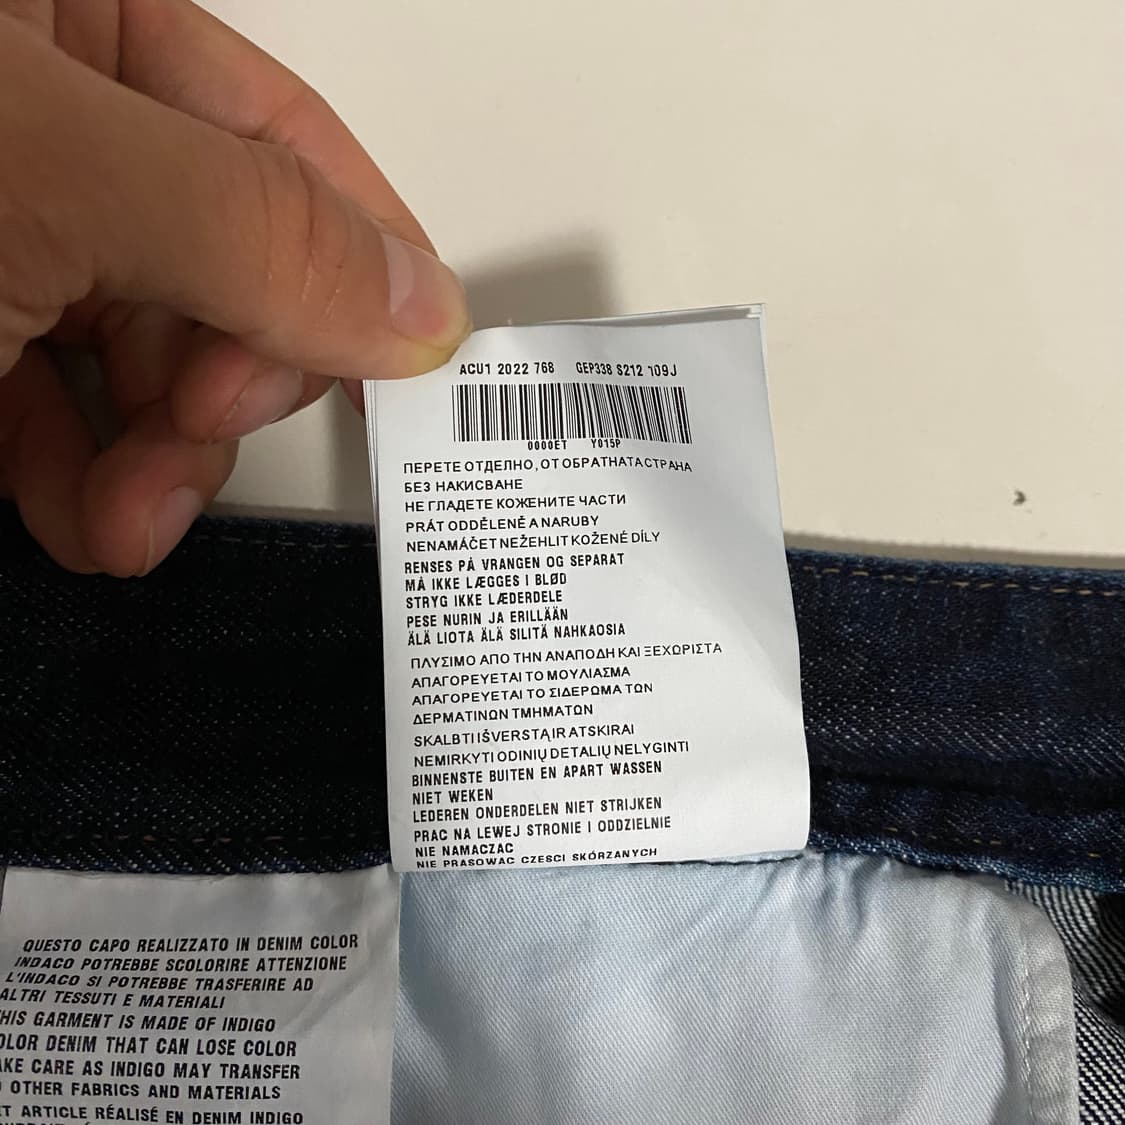 ACU1 2022 768 GEP338 S212 109J
0000ET Y015P
ПЕРЕТЕ ОТДЕЛНО, ОТ ОБРАТНАТА СТРАНА
БЕЗ НАКИСВАНЕ
НЕ ГЛАДЕТЕ КОЖЕНИТЕ ЧАСТИ
PRÁT ODDĚLENĚ A NARUBY
NENAMÁČET NEŽEHLIT KOŽENÉ DÍLY
RENSES PÅ VRANGEN OG SEPARAT
MÅ IKKE LÆGGES I BLØD
STRYG IKKE LÆDERDELE
PESE NURIN JA ERILLÄÄN
ÄLÄ LIOTA ÄLÄ SILITÄ NAHKAOSIA
ΠΛΥΣΙΜΟ ΑΠΟ ΤΗΝ ΑΝΑΠΟΔΗ ΚΑΙ ΞΕΧΩΡΙΣΤΑ
ΑΠΑΓΟΡΕΥΕΤΑΙ ΤΟ ΜΟΥΛΙΑΣΜΑ
ΑΠΑΓΟΡΕΥΕΤΑΙ ΤΟ ΣΙΔΕΡΩΜΑ ΤΩΝ
ΔΕΡΜΑΤΙΝΩΝ ΤΜΗΜΑΤΩΝ
SKALBTI IŠVERSTĄ IR ATSKIRAI
NEMIRKYTI ODINIŲ DETALIŲ NELYGINTI
BINNENSTE BUITEN EN APART WASSEN
NIET WEKEN
LEDEREN ONDERDELEN NIET STRIJKEN
PRAC NA LEWEJ STRONIE I ODDZIELNIE
NIE NAMACZAC
NIE PRASOWAC CZESCI SKÓRZANYCH
QUESTO CAPO REALIZZATO IN DENIM COLOR
INDACO POTREBBE SCOLORIRE ATTENZIONE
L'INDACO SI POTREBBE TRASFERIRE AD
ALTRI TESSUTI E MATERIALI
HIS GARMENT IS MADE OF INDIGO
OLOR DENIM THAT CAN LOSE COLOR
AKE CARE AS INDIGO MAY TRANSFER
OTHER FABRICS AND MATERIALS
ET ARTICLE RÉALISÉ EN DENIM INDIGO